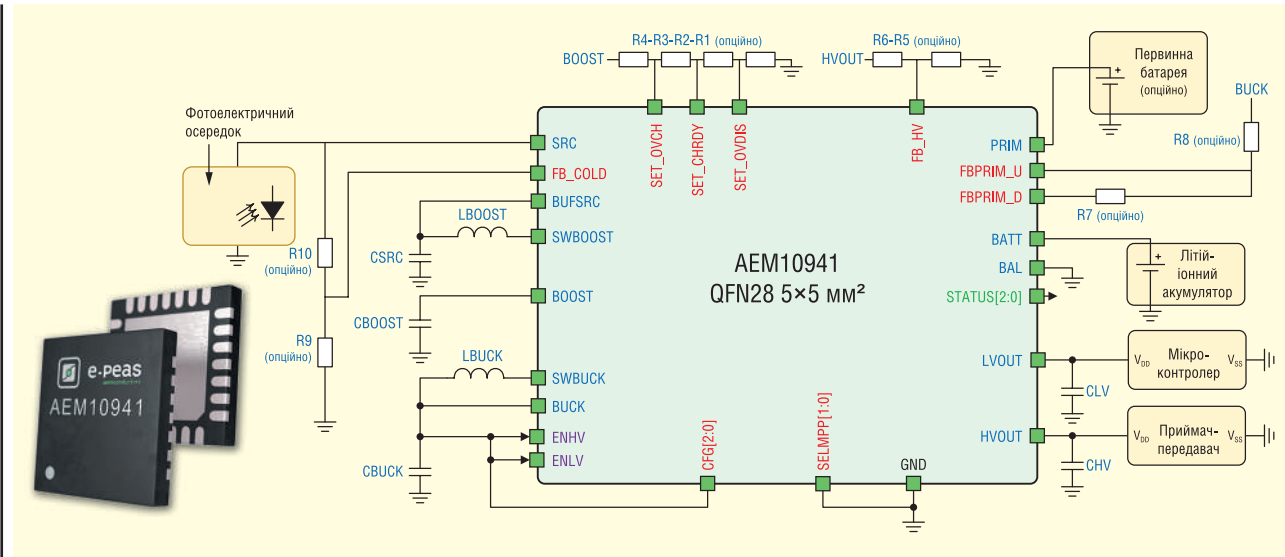 R4-R3-R2-R1 (опційно)
BOOST
R6-R5 (опційно)
HVOUT
Первинна
батарея
(опційно)
BUCK
R8 (опційно)
Фотоелектричний
осередок
SRC
FB_COLD
BUFSRC
SWBOOST
BOOST
SWBUCK
BUCK
ENHV
ENLV
SET_OVCH
SET_CHRDY
SET_OVDIS
FB_HV
PRIM
FBPRIM_U
FBPRIM_D
R7 (опційно)
BATT
BAL
STATUS[2:0]
LVOUT
HVOUT
AEM10941
QFN28 5×5 мм²
LBOOST
CSRC
CBOOST
LBUCK
CBUCK
R10
(опційно)
R9
(опційно)
CFG[2:0]
SELMPP[1:0]
GND
Літій-
іонний
акумулятор
VDD
Мікро-
контролер
VSS
CLV
VDD
Приймач-
передавач
VSS
CHV
e-peas
AEM10941